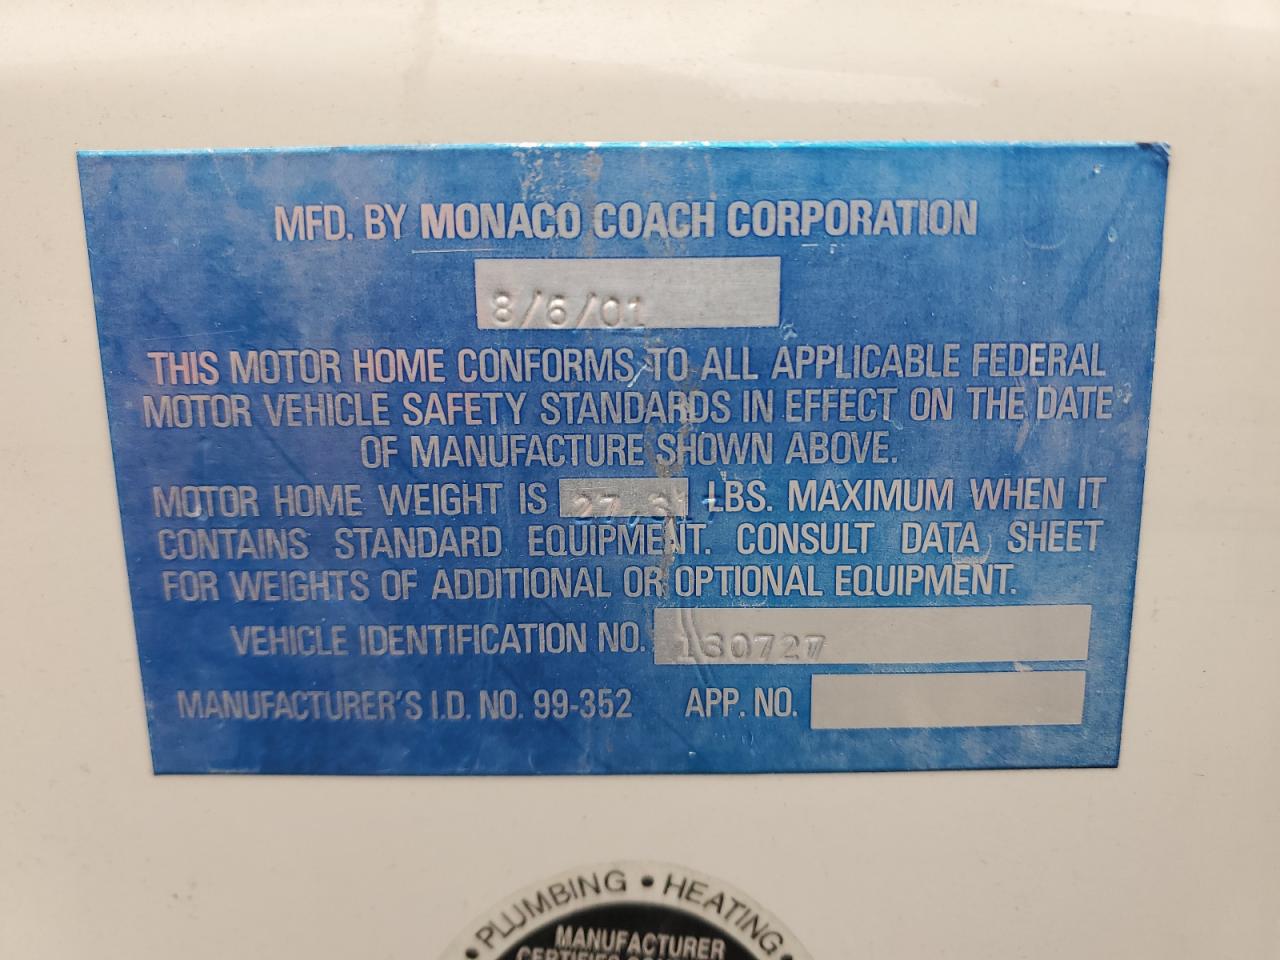 MFD. BY MONACO COACH CORPORATION
8/6/01
THIS MOTOR HOME CONFORMS TO ALL APPLICABLE FEDERAL
MOTOR VEHICLE SAFETY STANDARDS IN EFFECT ON THE DATE
OF MANUFACTURE SHOWN ABOVE.
MOTOR HOME WEIGHT IS LBS. MAXIMUM WHEN IT
CONTAINS STANDARD EQUIPMENT. CONSULT DATA SHEET
FOR WEIGHTS OF ADDITIONAL OR OPTIONAL EQUIPMENT.
VEHICLE IDENTIFICATION NO. 130727
MANUFACTURER'S I.D. NO. 99-352 APP. NO.
• PLUMBING • HEATING •
MANUFACTURER